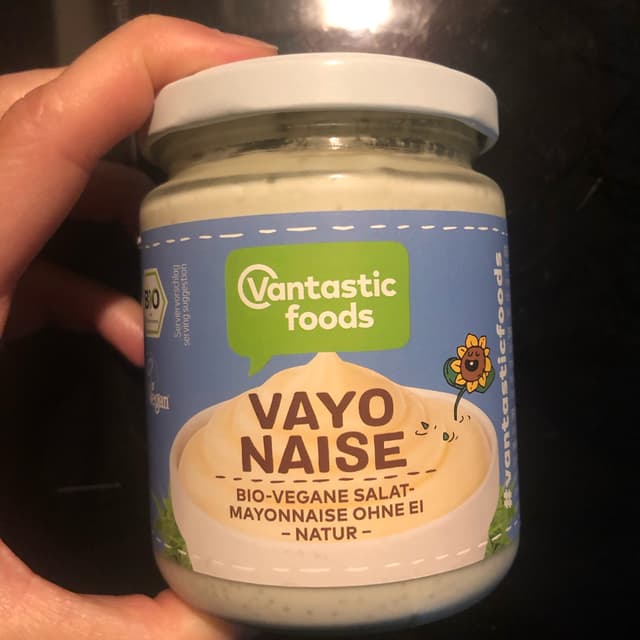 Vantastic
foods
VAYO
NAISE
BIO-VEGANE SALAT-
MAYONNAISE OHNE EI
– NATUR –
BIO
Serviervorschlag
serving suggestion
vegan
#vantasticfoods